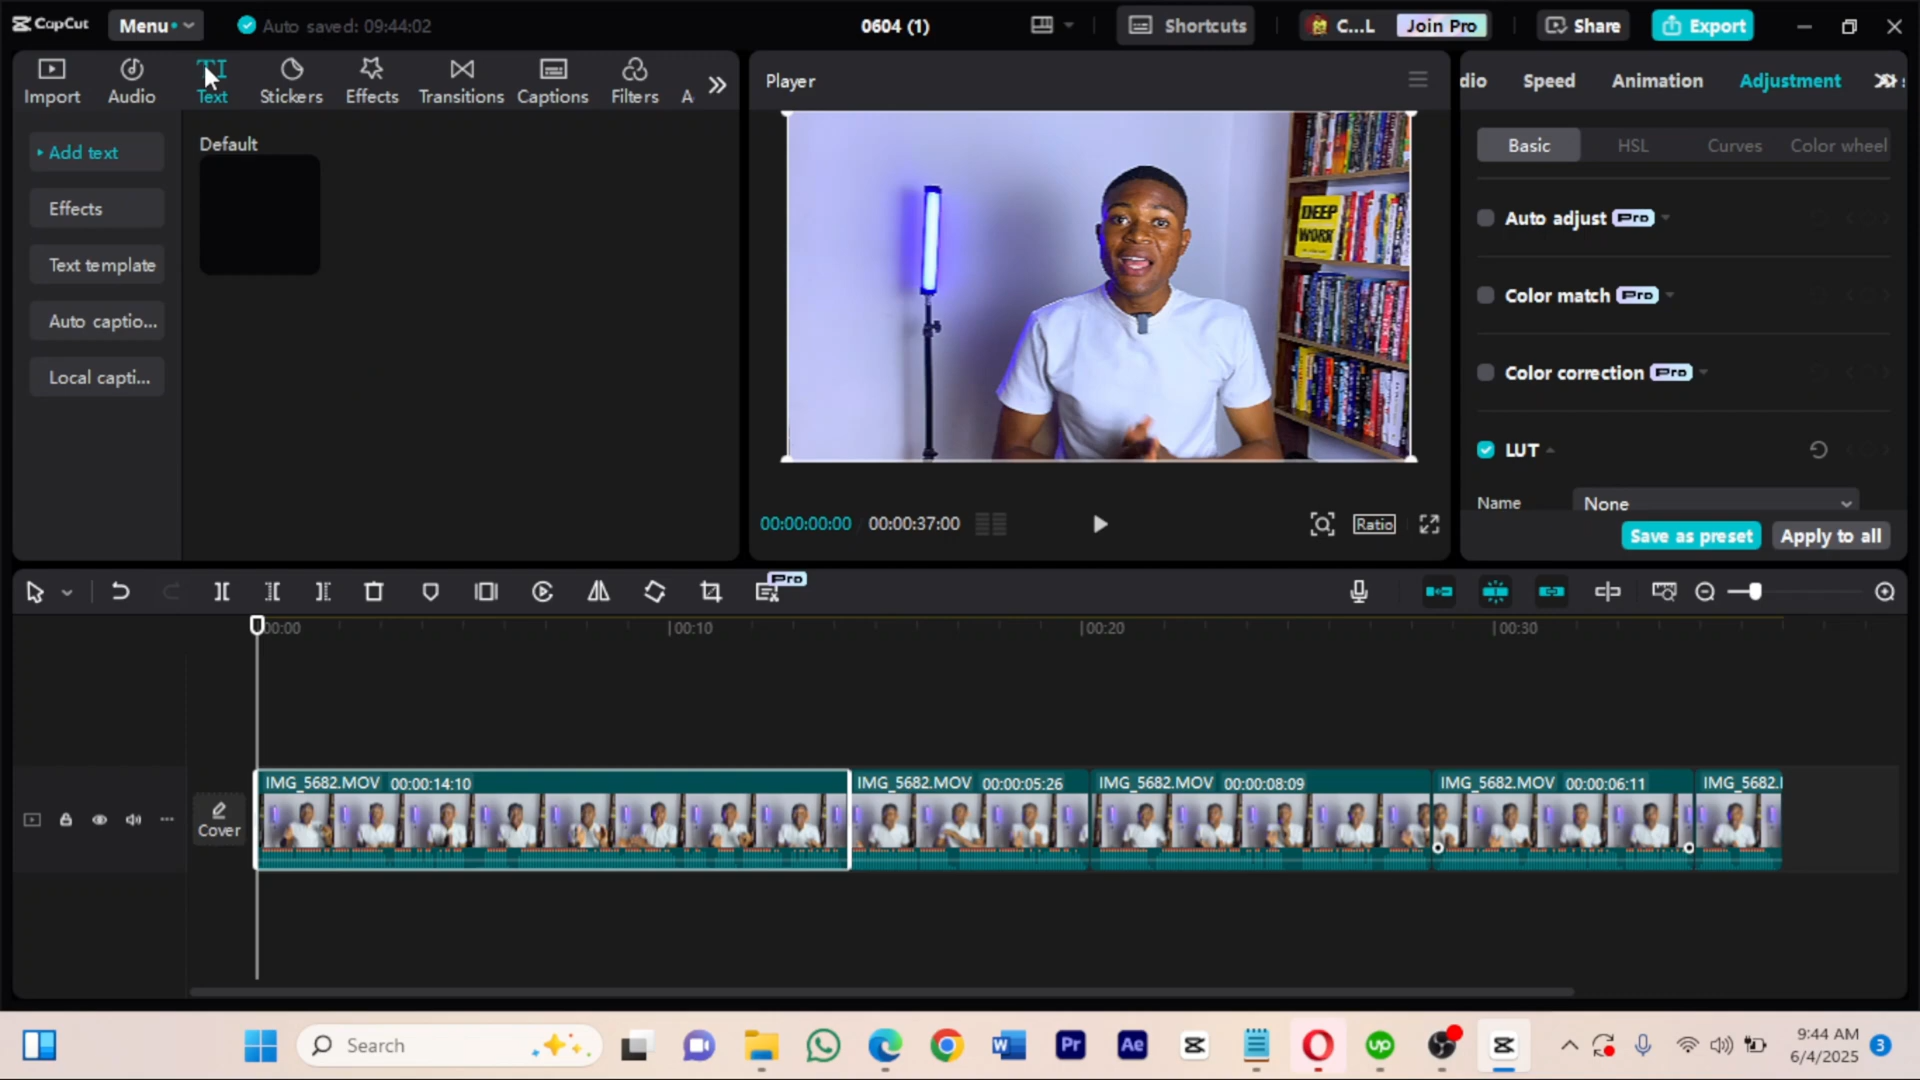 CapCut
Menu
Auto saved: 09:44:02
0604 (1)
Shortcuts
C...L
Join Pro
Share
Export
Import
Audio
Text
Stickers
Effects
Transitions
Captions
Filters
A
Add text
Effects
Text template
Auto captio...
Local capti...
Default
Player
DEEP
WORK
00:00:00:00
00:00:37:00
Ratio
dio
Speed
Animation
Adjustment
Basic
HSL
Curves
Color wheel
Auto adjust Pro
Color match Pro
Color correction Pro
LUT
Name
None
Save as preset
Apply to all
Pro
00:00
00:10
00:20
00:30
Cover
IMG_5682.MOV 00:00:14:10
IMG_5682.MOV 00:00:05:26
IMG_5682.MOV 00:00:08:09
IMG_5682.MOV 00:00:06:11
IMG_5682.
Search
W
Pr
Ae
up
9:44 AM
6/4/2025
3